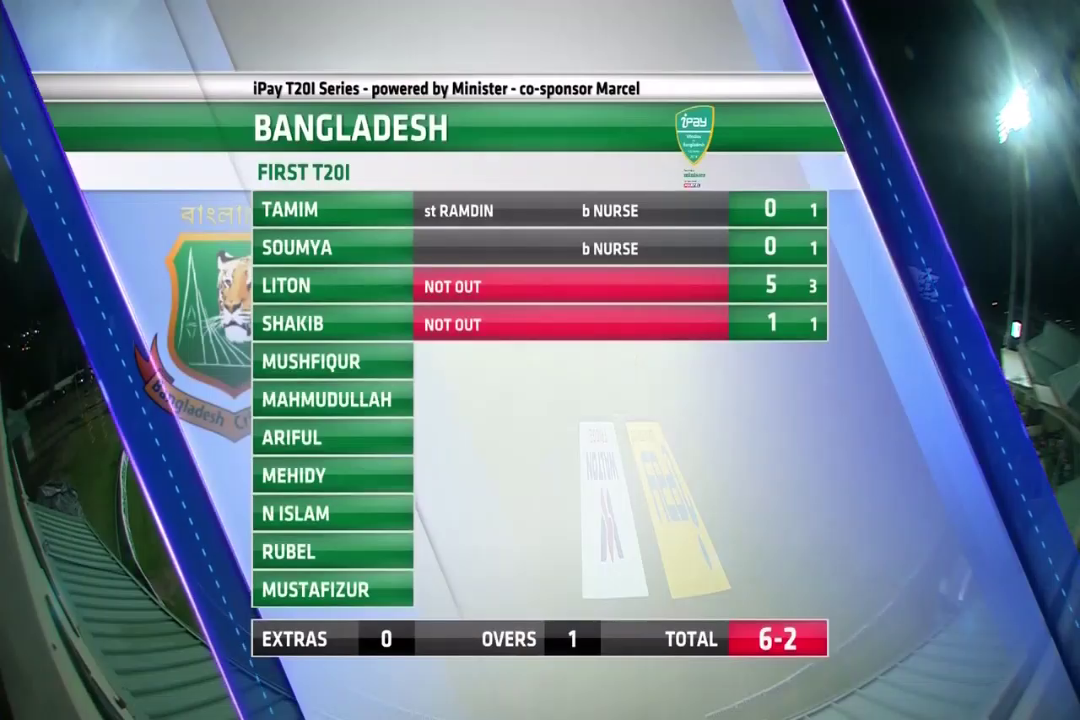 iPay T20I Series - powered by Minister - co-sponsor Marcel
BANGLADESH
iPay
FIRST T20I
TAMIM st RAMDIN b NURSE 0 1
বাংলা
SOUMYA b NURSE 0 1
LITON NOT OUT 5 3
SHAKIB NOT OUT 1 1
MUSHFIQUR
MAHMUDULLAH
Bangladesh
ARIFUL
MEHIDY
N ISLAM
RUBEL
MUSTAFIZUR
EXTRAS 0 OVERS 1 TOTAL 6-2